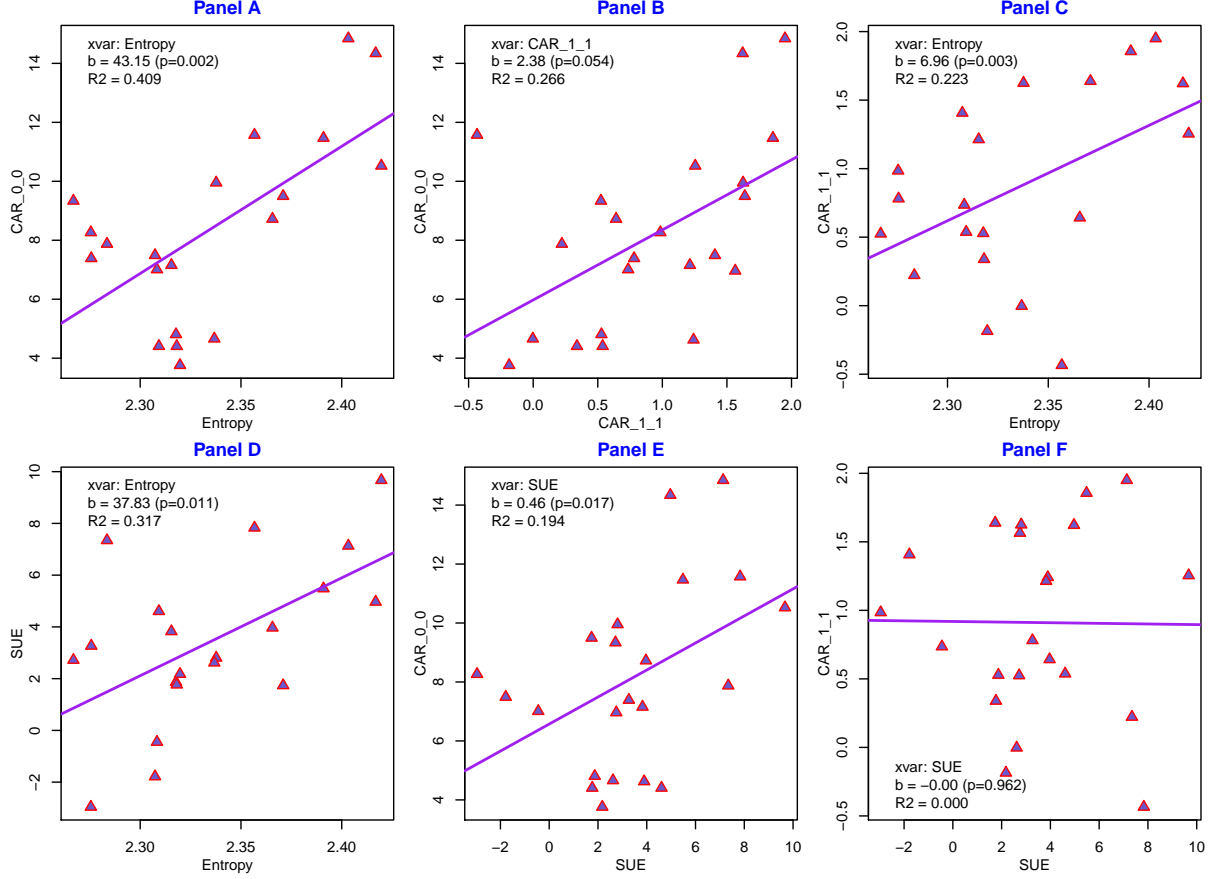 Panel A
xvar: Entropy
b = 43.15 (p=0.002)
R2 = 0.409
CAR_0_0
4
6
8
10
12
14
2.30
2.35
2.40
Entropy
Panel B
xvar: CAR_1_1
b = 2.38 (p=0.054)
R2 = 0.266
CAR_0_0
4
6
8
10
12
14
−0.5
0.0
0.5
1.0
1.5
2.0
CAR_1_1
Panel C
xvar: Entropy
b = 6.96 (p=0.003)
R2 = 0.223
CAR_1_1
−0.5
0.0
0.5
1.0
1.5
2.0
2.30
2.35
2.40
Entropy
Panel D
xvar: Entropy
b = 37.83 (p=0.011)
R2 = 0.317
SUE
−2
0
2
4
6
8
10
2.30
2.35
2.40
Entropy
Panel E
xvar: SUE
b = 0.46 (p=0.017)
R2 = 0.194
CAR_0_0
4
6
8
10
12
14
−2
0
2
4
6
8
10
SUE
Panel F
xvar: SUE
b = −0.00 (p=0.962)
R2 = 0.000
CAR_1_1
−0.5
0.0
0.5
1.0
1.5
2.0
−2
0
2
4
6
8
10
SUE